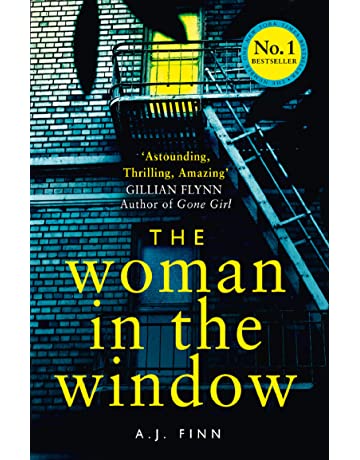 No. 1
BESTSELLER
'Astounding,
Thrilling, Amazing'
GILLIAN FLYNN
Author of Gone Girl
THE
woman
in the
window
A.J. FINN